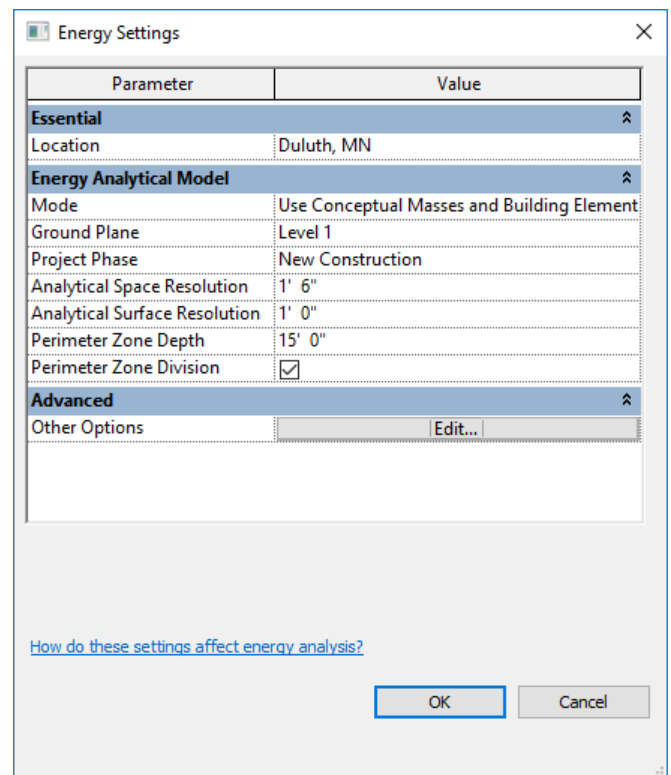 Energy Settings
Parameter Value
Essential
Location Duluth, MN
Energy Analytical Model
Mode Use Conceptual Masses and Building Element
Ground Plane Level 1
Project Phase New Construction
Analytical Space Resolution 1' 6"
Analytical Surface Resolution 1' 0"
Perimeter Zone Depth 15' 0"
Perimeter Zone Division
Advanced
Other Options Edit...
How do these settings affect energy analysis?
OK Cancel